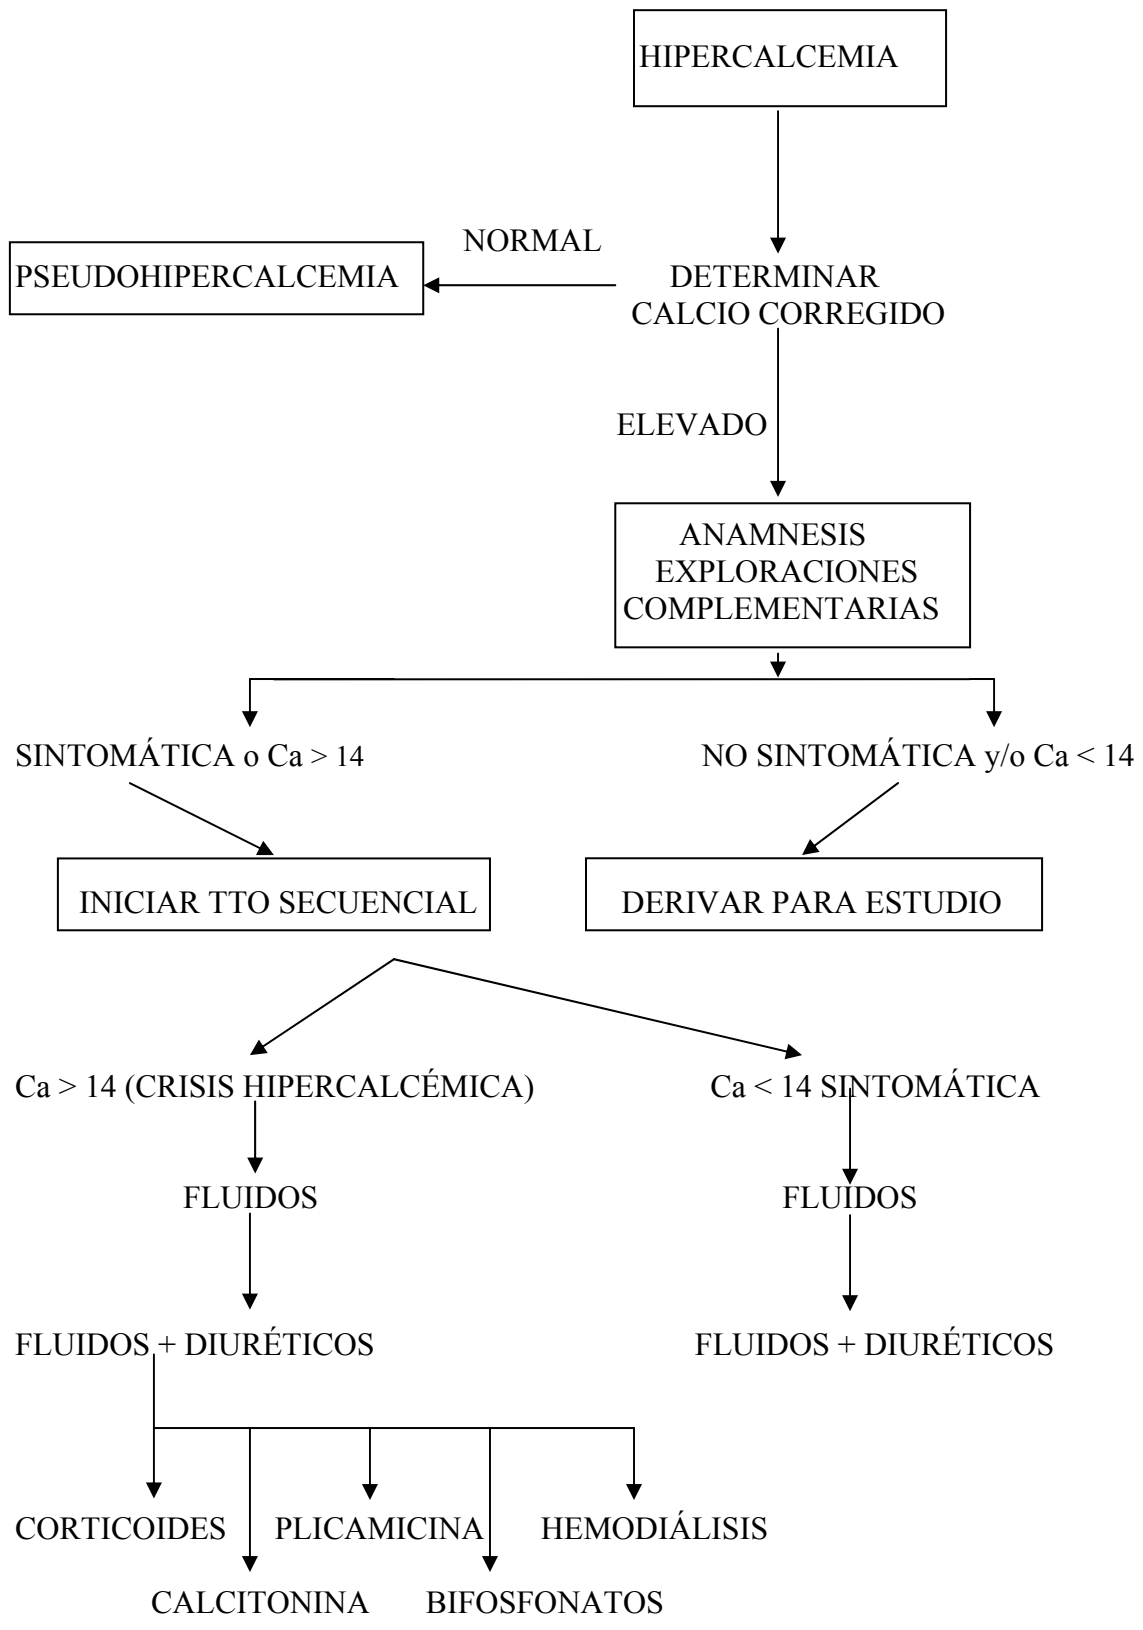 HIPERCALCEMIA
NORMAL
PSEUDOHIPERCALCEMIA
DETERMINAR
CALCIO CORREGIDO
ELEVADO
ANAMNESIS
EXPLORACIONES
COMPLEMENTARIAS
SINTOMÁTICA o Ca > 14
NO SINTOMÁTICA y/o Ca < 14
INICIAR TTO SECUENCIAL
DERIVAR PARA ESTUDIO
Ca > 14 (CRISIS HIPERCALCÉMICA)
Ca < 14 SINTOMÁTICA
FLUIDOS
FLUIDOS
FLUIDOS + DIURÉTICOS
FLUIDOS + DIURÉTICOS
CORTICOIDES
PLICAMICINA
HEMODIÁLISIS
CALCITONINA
BIFOSFONATOS